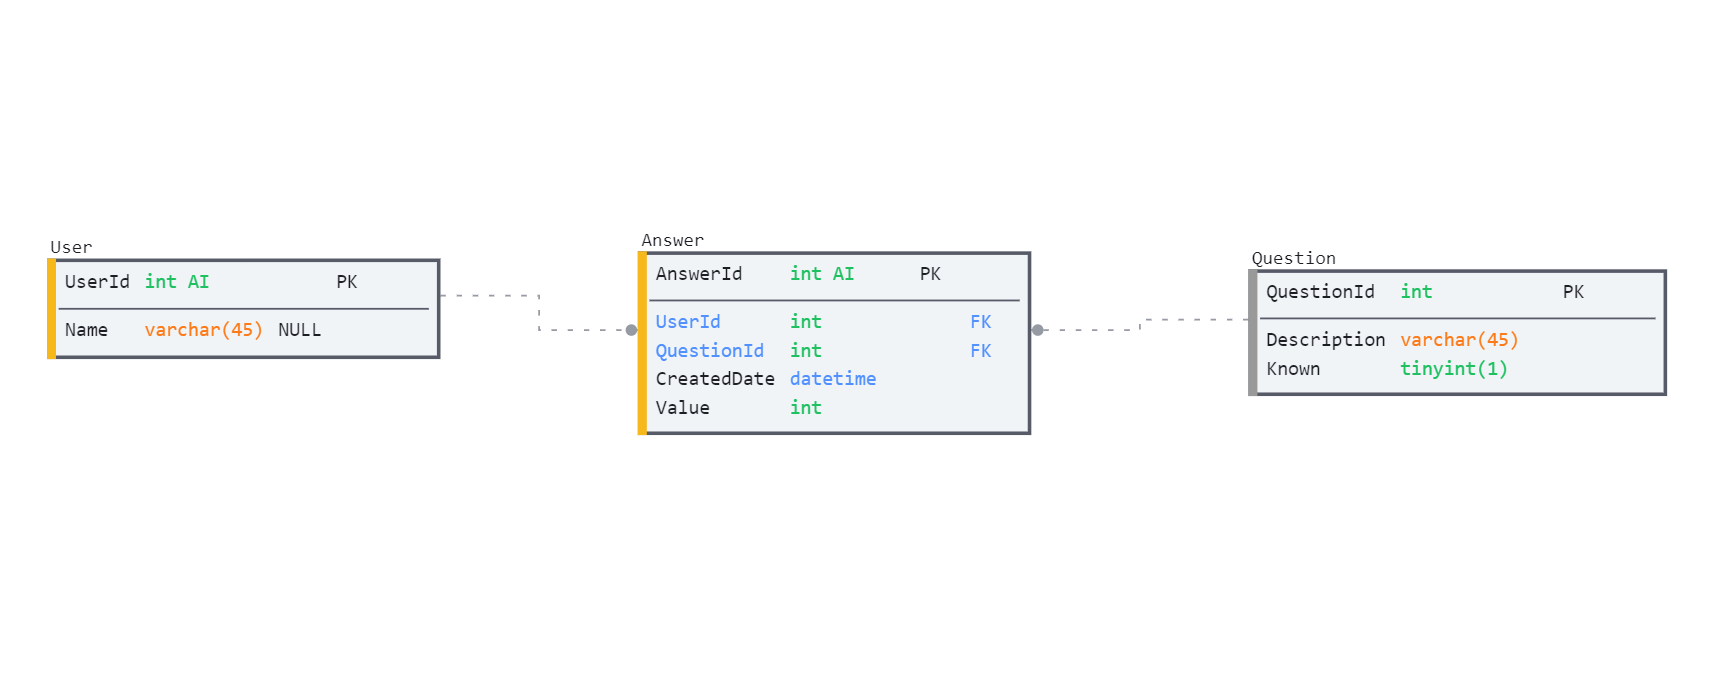 User
UserId int AI PK
Name varchar(45) NULL
Answer
AnswerId int AI PK
UserId int FK
QuestionId int FK
CreatedDate datetime
Value int
Question
QuestionId int PK
Description varchar(45)
Known tinyint(1)